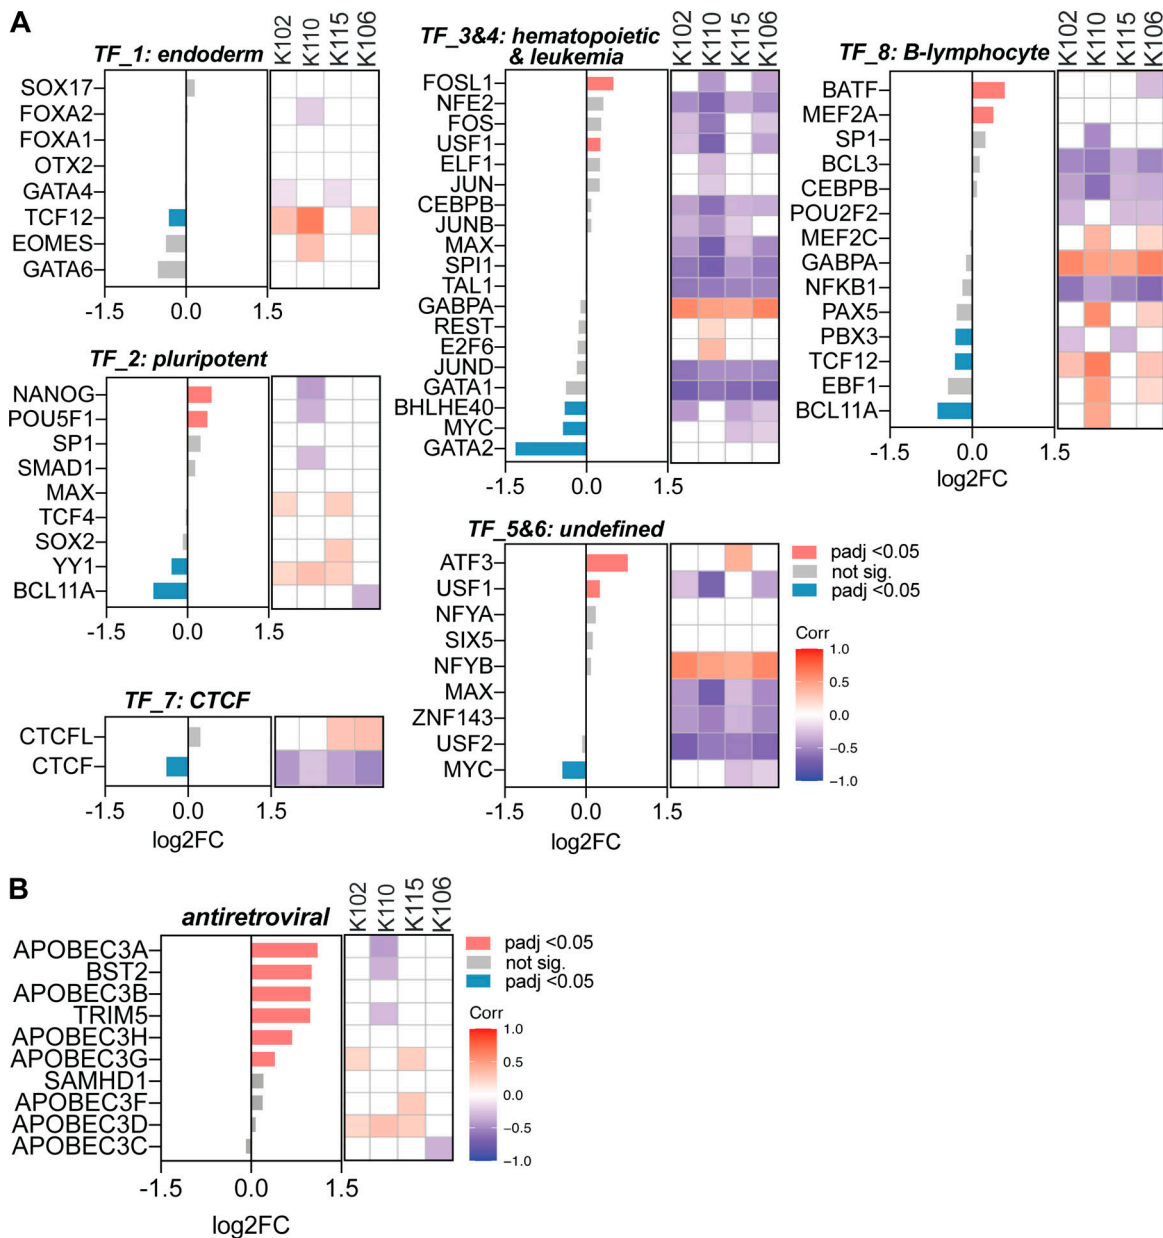 A
TF_1: endoderm
K102
K110
K115
K106
SOX17
FOXA2
FOXA1
OTX2
GATA4
TCF12
EOMES
GATA6
-1.5
0.0
1.5
TF_2: pluripotent
NANOG
POU5F1
SP1
SMAD1
MAX
TCF4
SOX2
YY1
BCL11A
-1.5
0.0
1.5
TF_7: CTCF
CTCFL
CTCF
-1.5
0.0
1.5
log2FC
TF_3&4: hematopoietic
& leukemia
K102
K110
K115
K106
FOSL1
NFE2
FOS
USF1
ELF1
JUN
CEBPB
JUNB
MAX
SPI1
TAL1
GABPA
REST
E2F6
JUND
GATA1
BHLHE40
MYC
GATA2
-1.5
0.0
1.5
TF_5&6: undefined
ATF3
USF1
NFYA
SIX5
NFYB
MAX
ZNF143
USF2
MYC
-1.5
0.0
1.5
log2FC
TF_8: B-lymphocyte
K102
K110
K115
K106
BATF
MEF2A
SP1
BCL3
CEBPB
POU2F2
MEF2C
GABPA
NFKB1
PAX5
PBX3
TCF12
EBF1
BCL11A
-1.5
0.0
1.5
log2FC
padj <0.05
not sig.
padj <0.05
Corr
1.0
0.5
0.0
−0.5
−1.0
B
antiretroviral
K102
K110
K115
K106
APOBEC3A
BST2
APOBEC3B
TRIM5
APOBEC3H
APOBEC3G
SAMHD1
APOBEC3F
APOBEC3D
APOBEC3C
-1.5
0.0
1.5
log2FC
padj <0.05
not sig.
padj <0.05
Corr
1.0
0.5
0.0
−0.5
−1.0